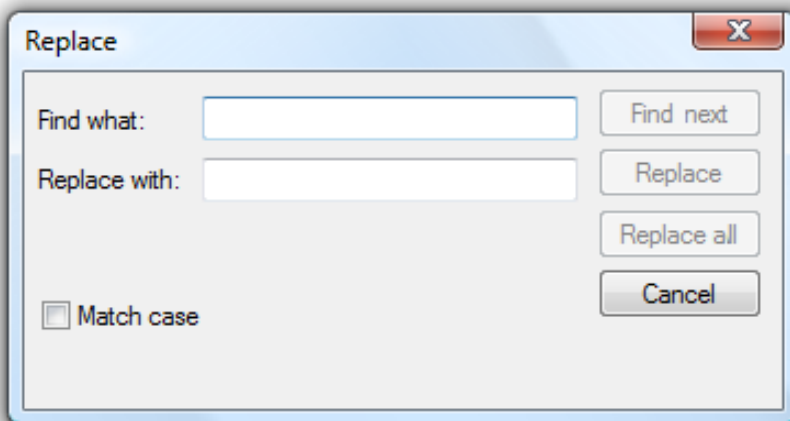 Replace
Find what:
Find next
Replace with:
Replace
Replace all
Cancel
Match case